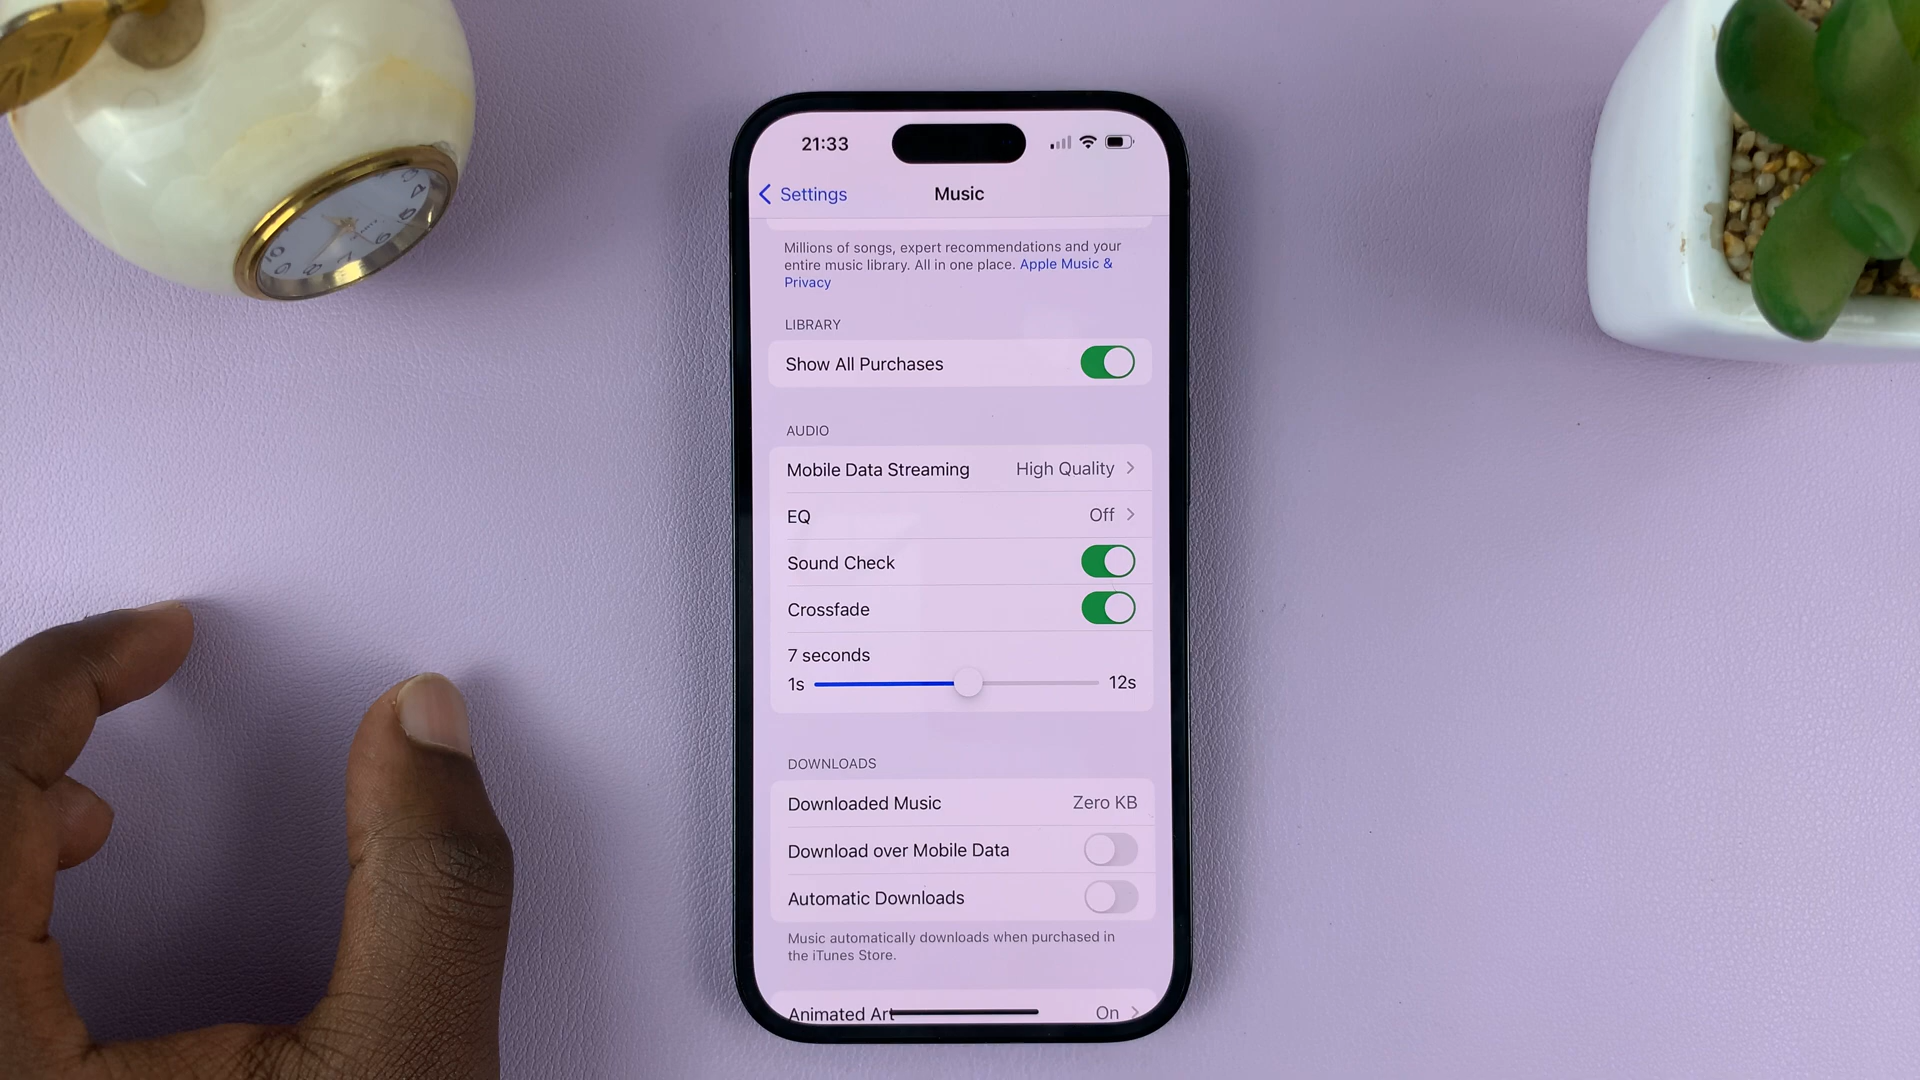 21:33
Settings
Music
Millions of songs, expert recommendations and your
entire music library. All in one place. Apple Music &
Privacy
LIBRARY
Show All Purchases
AUDIO
Mobile Data Streaming High Quality
EQ Off
Sound Check
Crossfade
7 seconds
1s 12s
DOWNLOADS
Downloaded Music Zero KB
Download over Mobile Data
Automatic Downloads
Music automatically downloads when purchased in
the iTunes Store.
Animated Art On